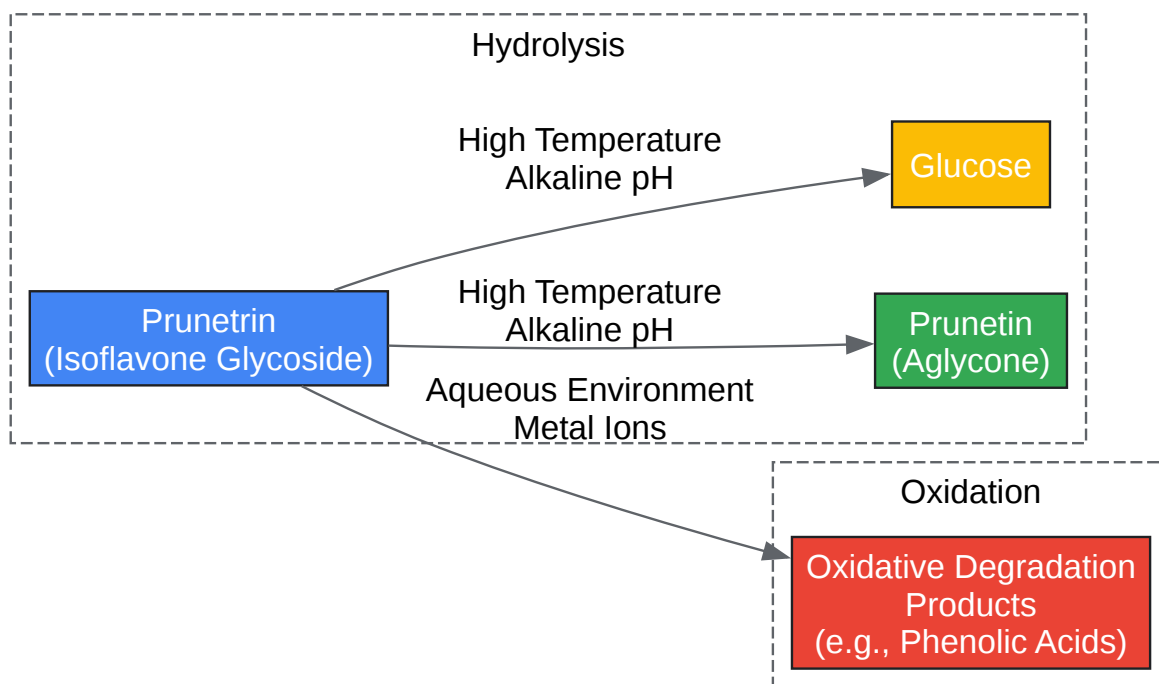 Hydrolysis
High Temperature
Alkaline pH
Glucose
High Temperature
Alkaline pH
Prunetrin
(Isoflavone Glycoside)
Prunetin
(Aglycone)
Aqueous Environment
Metal Ions
Oxidation
Oxidative Degradation
Products
(e.g., Phenolic Acids)